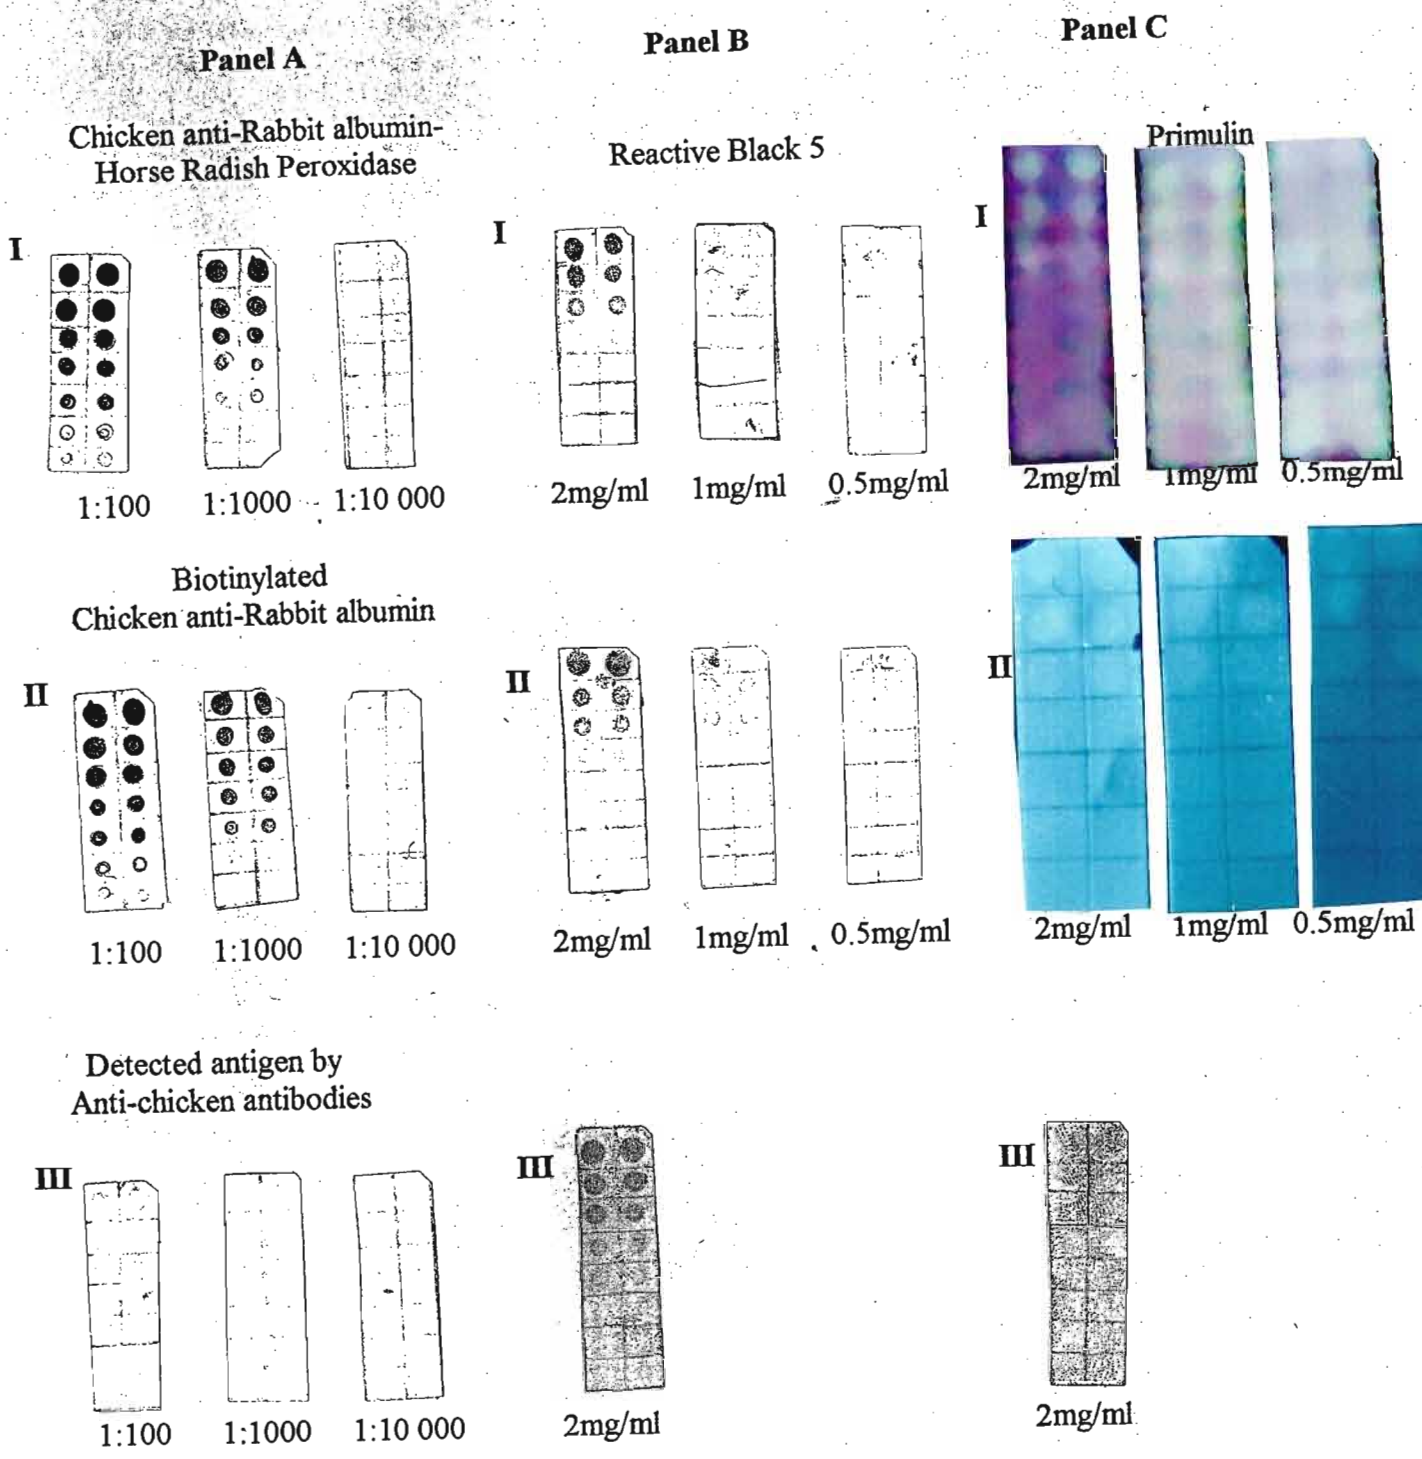 Panel A
Chicken anti-Rabbit albumin-
Horse Radish Peroxidase
I
1:100
1:1000
1:10 000
Biotinylated
Chicken anti-Rabbit albumin
II
1:100
1:1000
1:10 000
Detected antigen by
Anti-chicken antibodies
III
1:100
1:1000
1:10 000
Panel B
Reactive Black 5
I
2mg/ml
1mg/ml
0.5mg/ml
II
2mg/ml
1mg/ml
0.5mg/ml
III
2mg/ml
Panel C
Primulin
I
2mg/ml
1mg/ml
0.5mg/ml
II
2mg/ml
1mg/ml
0.5mg/ml
III
2mg/ml